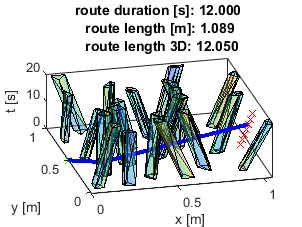 route duration [s]: 12.000
route length [m]: 1.089
route length 3D: 12.050
20
10
0
t [s]
1
0.5
0
y [m]
0
0.5
1
x [m]